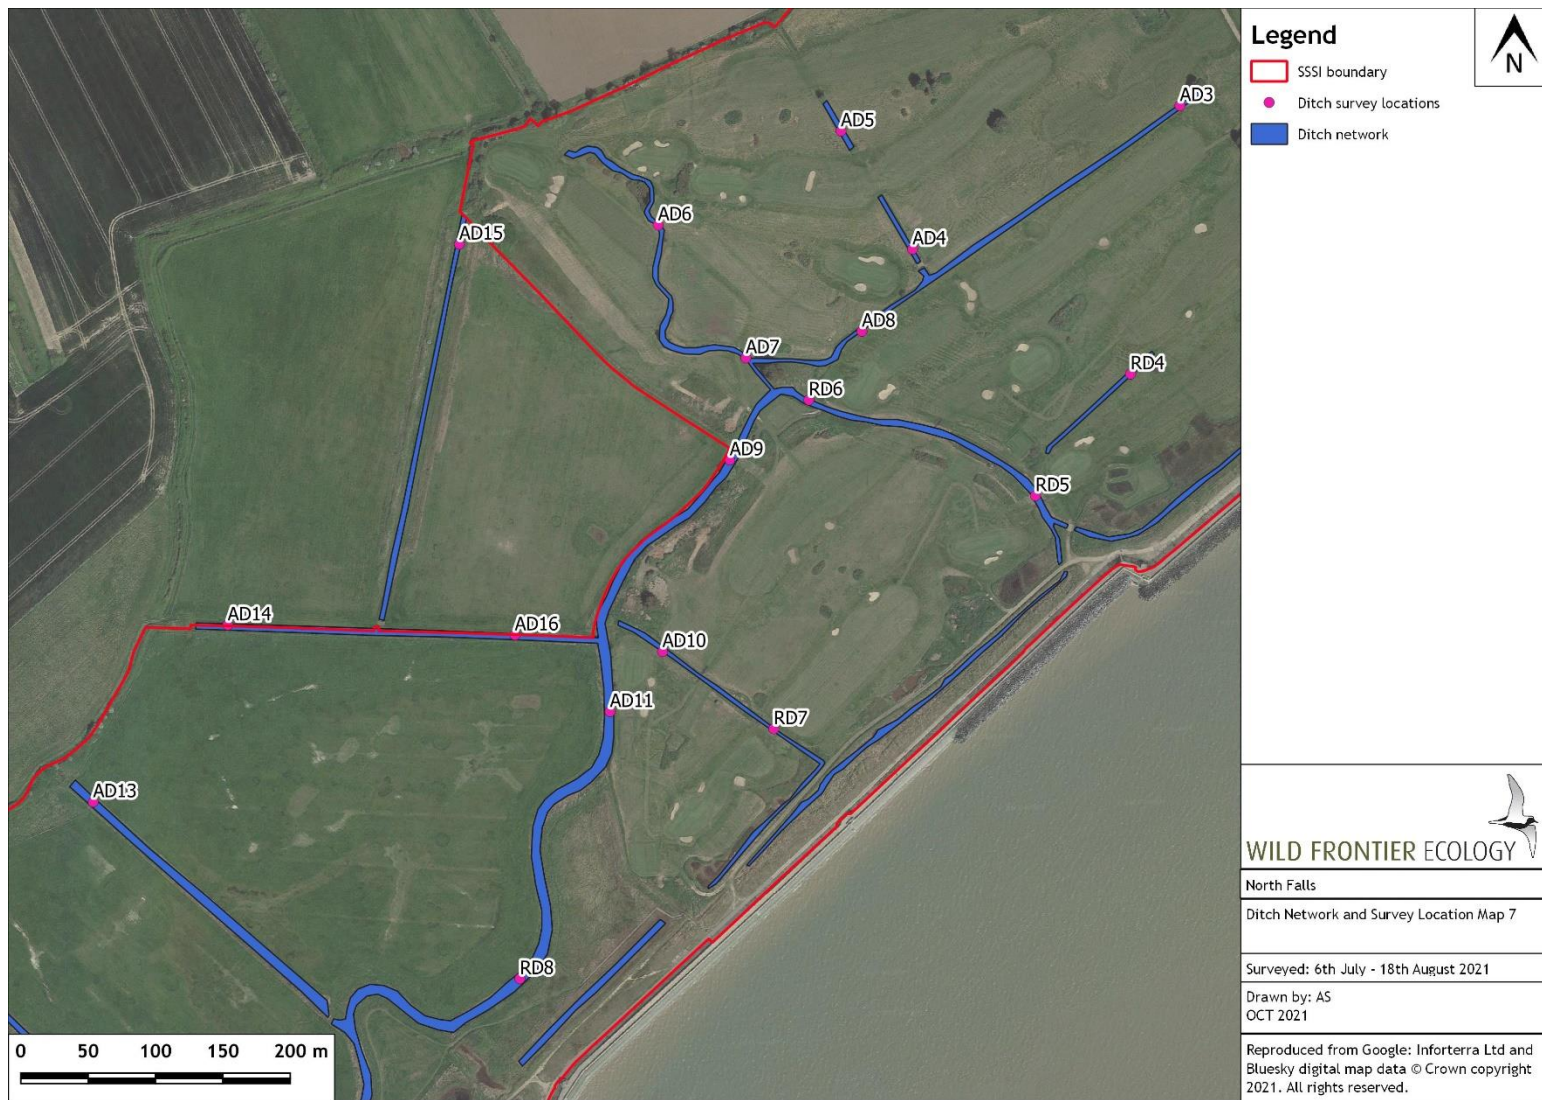 Legend
SSSI boundary
Ditch survey locations
Ditch network
N
AD3
AD5
AD6
AD15
AD4
AD8
AD7
RD4
RD6
AD9
RD5
AD14
AD16
AD10
AD11
RD7
AD13
RD8
0 50 100 150 200 m
WILD FRONTIER ECOLOGY
North Falls
Ditch Network and Survey Location Map 7
Surveyed: 6th July - 18th August 2021
Drawn by: AS
OCT 2021
Reproduced from Google: Inforterra Ltd and
Bluesky digital map data © Crown copyright
2021. All rights reserved.